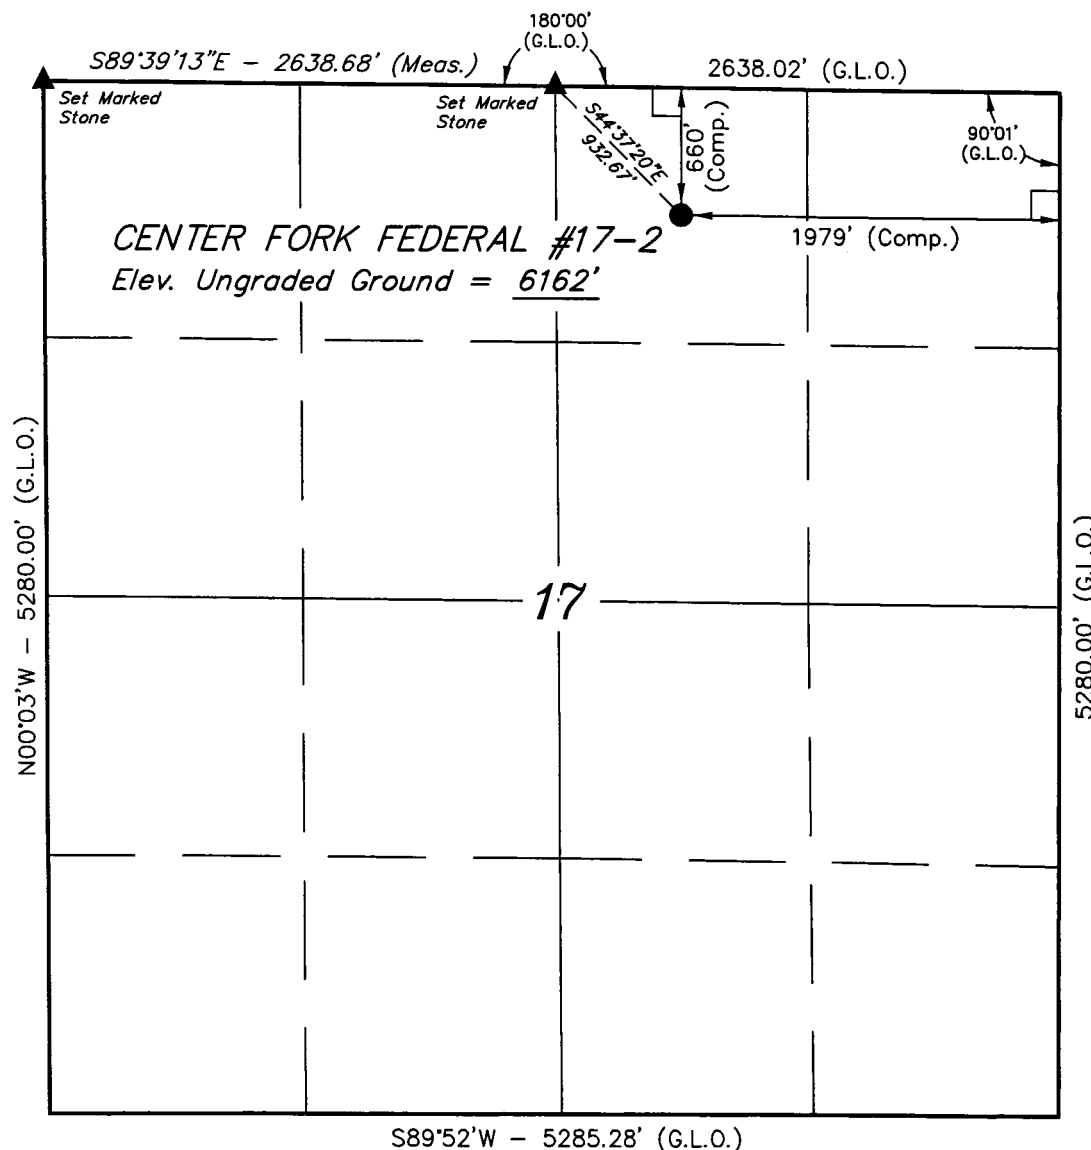 180°00'
(G.L.O.)
S89°39'13"E - 2638.68' (Meas.)
2638.02' (G.L.O.)
Set Marked
Stone
Set Marked
Stone
S44°37'20"E
932.67'
660'
(Comp.)
90°01'
(G.L.O.)
1979' (Comp.)
CENTER FORK FEDERAL #17-2
Elev. Ungraded Ground = 6162'
N00°03'W - 5280.00' (G.L.O.)
17
5280.00' (G.L.O.)
S89°52'W - 5285.28' (G.L.O.)